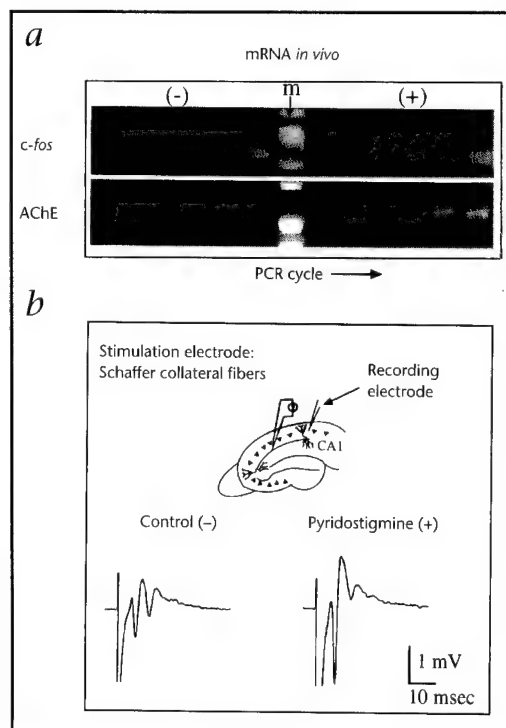 a
mRNA in vivo
(-) m (+)
c-fos
AChE
PCR cycle
b
Stimulation electrode:
Schaffer collateral fibers
Recording
electrode
CA1
Control (–) Pyridostigmine (+)
1 mV
10 msec